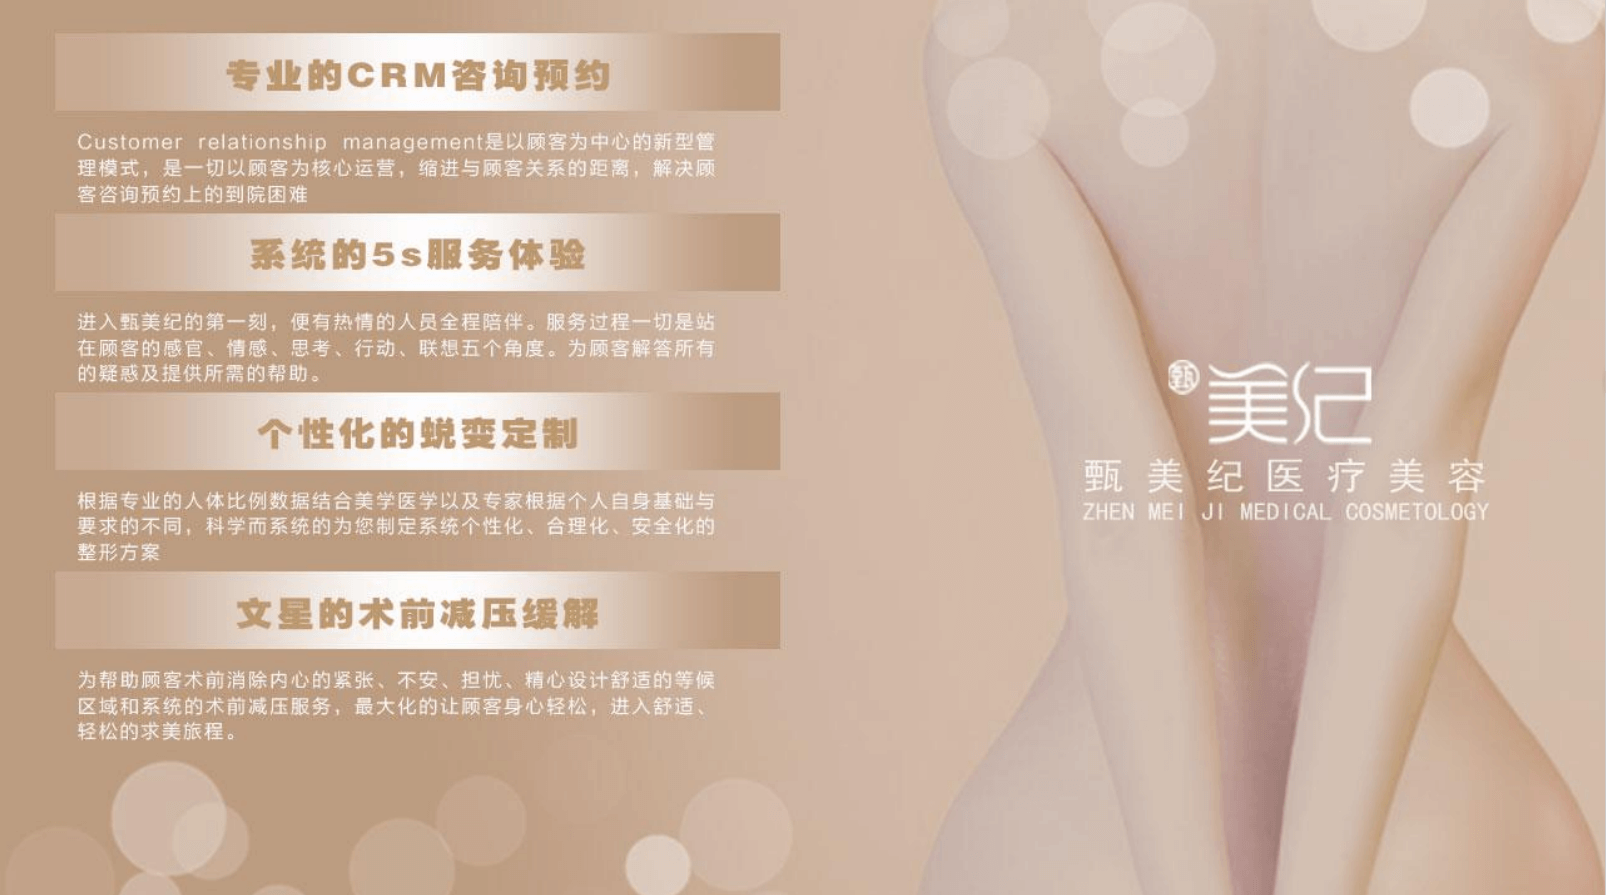 专业的CRM咨询预约
Customer relationship management是以顾客为中心的新型管
理模式，是一切以顾客为核心运营，缩进与顾客关系的距离，解决顾
客咨询预约上的到院困难
系统的5s服务体验
进入甄美纪的第一刻，便有热情的人员全程陪伴。服务过程一切是站
在顾客的感官、情感、思考、行动、联想五个角度。为顾客解答所有
的疑惑及提供所需的帮助。
个性化的蜕变定制
根据专业的人体比例数据结合美学医学以及专家根据个人自身基础与
要求的不同，科学而系统的为您制定系统个性化、合理化、安全化的
整形方案
文星的术前减压缓解
为帮助顾客术前消除内心的紧张、不安、担忧、精心设计舒适的等候
区域和系统的术前减压服务，最大化的让顾客身心轻松，进入舒适、
轻松的求美旅程。
甄美纪
甄美纪医疗美容
ZHEN MEI JI MEDICAL COSMETOLOGY